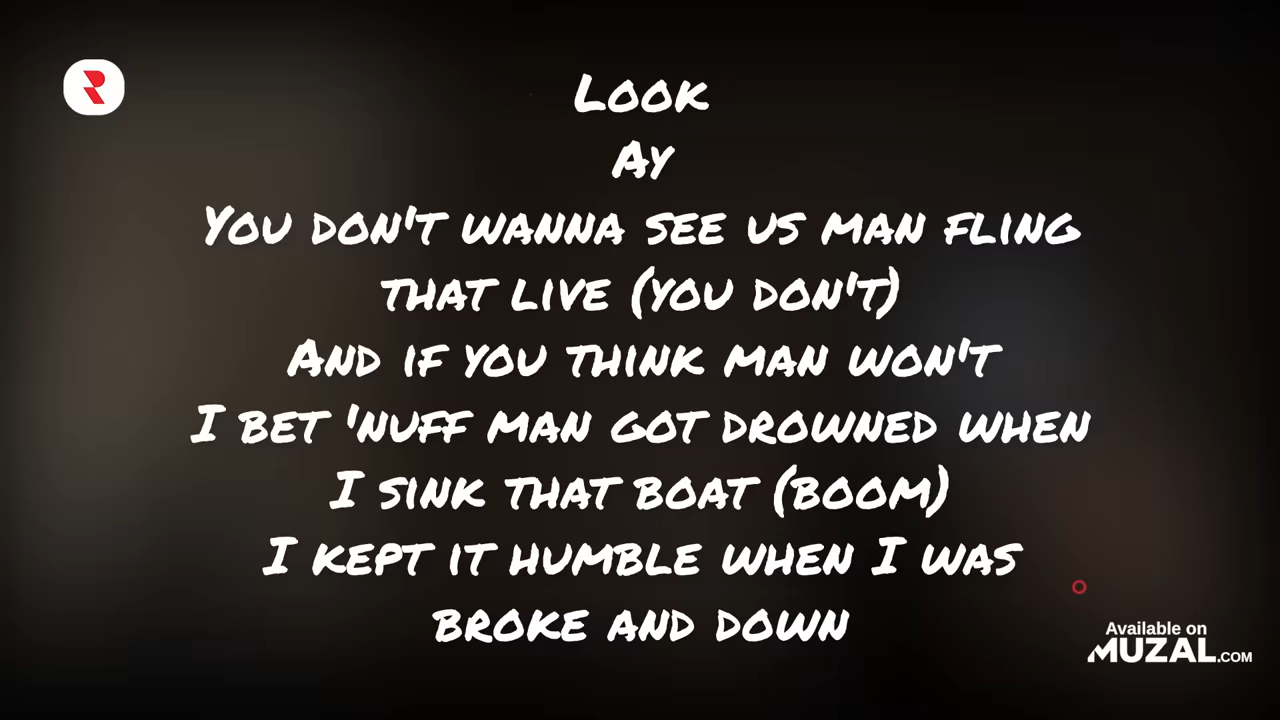 Look
Ay
You don't wanna see us man fling
that live (you don't)
And if you think man won't
I bet 'nuff man got drowned when
I sink that boat (boom)
I kept it humble when I was
broke and down
Available on
MUZAL.COM